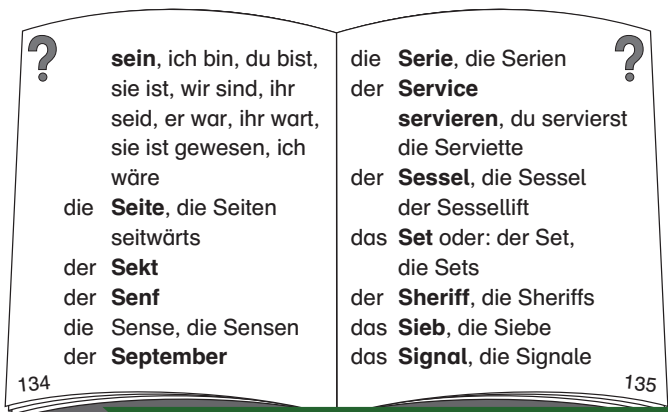 ?
sein, ich bin, du bist,
sie ist, wir sind, ihr
seid, er war, ihr wart,
sie ist gewesen, ich
wäre
die Seite, die Seiten
seitwärts
der Sekt
der Senf
die Sense, die Sensen
der September
134
?
die Serie, die Serien
der Service
servieren, du servierst
die Serviette
der Sessel, die Sessel
der Sessellift
das Set oder: der Set,
die Sets
der Sheriff, die Sheriffs
das Sieb, die Siebe
das Signal, die Signale
135